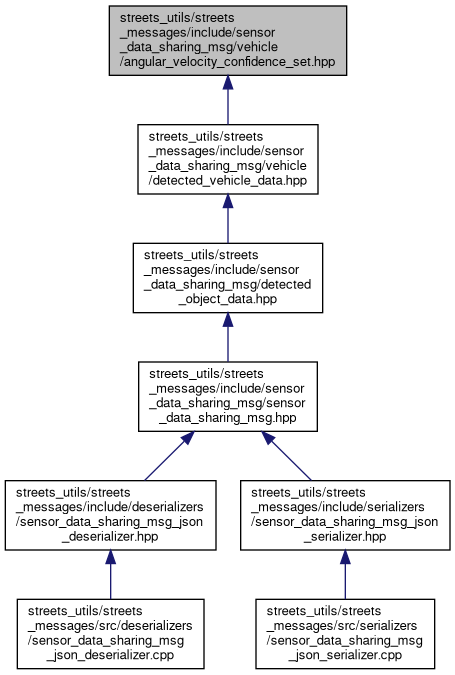 streets_utils/streets
_messages/include/sensor
_data_sharing_msg/vehicle
/angular_velocity_confidence_set.hpp
streets_utils/streets
_messages/include/sensor
_data_sharing_msg/vehicle
/detected_vehicle_data.hpp
streets_utils/streets
_messages/include/sensor
_data_sharing_msg/detected
_object_data.hpp
streets_utils/streets
_messages/include/sensor
_data_sharing_msg/sensor
_data_sharing_msg.hpp
streets_utils/streets
_messages/include/deserializers
/sensor_data_sharing_msg_json
_deserializer.hpp
streets_utils/streets
_messages/include/serializers
/sensor_data_sharing_msg_json
_serializer.hpp
streets_utils/streets
_messages/src/deserializers
/sensor_data_sharing_msg
_json_deserializer.cpp
streets_utils/streets
_messages/src/serializers
/sensor_data_sharing_msg
_json_serializer.cpp